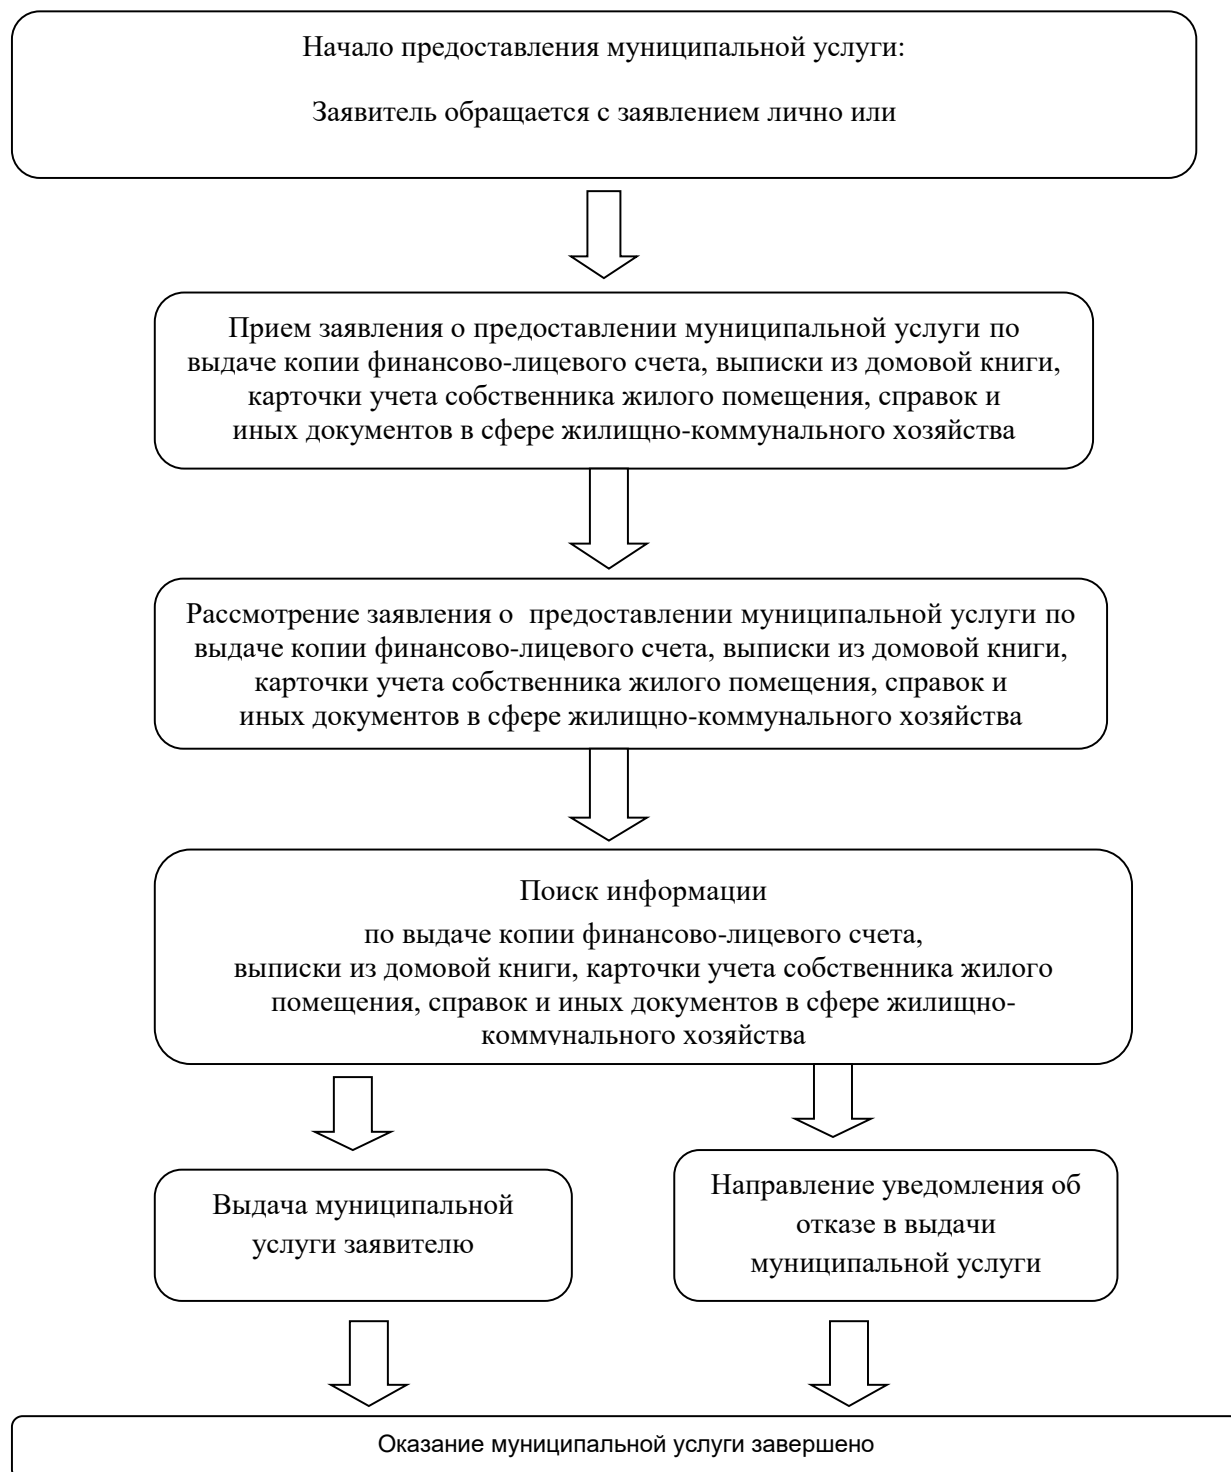 Начало предоставления муниципальной услуги:
Заявитель обращается с заявлением лично или
Прием заявления о предоставлении муниципальной услуги по
выдаче копии финансово-лицевого счета, выписки из домовой книги,
карточки учета собственника жилого помещения, справок и
иных документов в сфере жилищно-коммунального хозяйства
Рассмотрение заявления о  предоставлении муниципальной услуги по
выдаче копии финансово-лицевого счета, выписки из домовой книги,
карточки учета собственника жилого помещения, справок и
иных документов в сфере жилищно-коммунального хозяйства
Поиск информации
по выдаче копии финансово-лицевого счета,
выписки из домовой книги, карточки учета собственника жилого
помещения, справок и иных документов в сфере жилищно-
коммунального хозяйства
Выдача муниципальной
услуги заявителю
Направление уведомления об
отказе в выдачи
муниципальной услуги
Оказание муниципальной услуги завершено